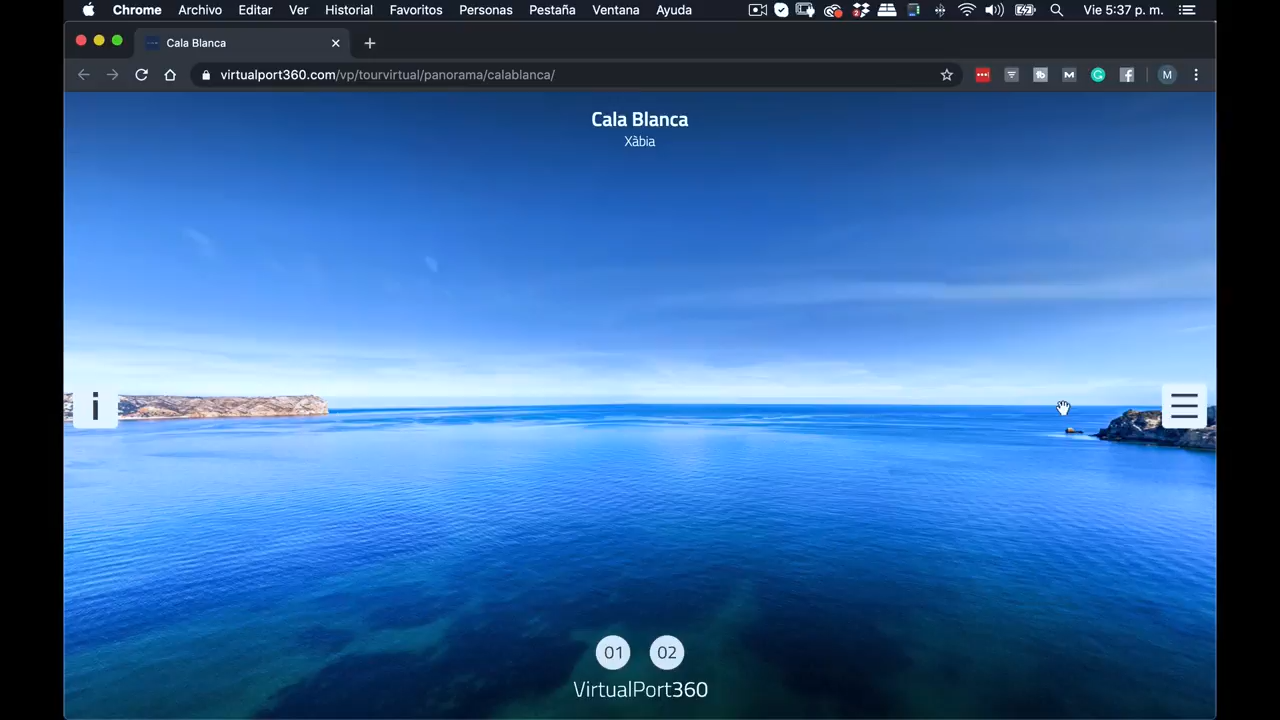 Chrome Archivo Editar Ver Historial Favoritos Personas Pestaña Ventana Ayuda Vie 5:37 p. m.
Cala Blanca
virtualport360.com/vp/tourvirtual/panorama/calablanca/
M
Cala Blanca
Xàbia
i
01 02
VirtualPort360